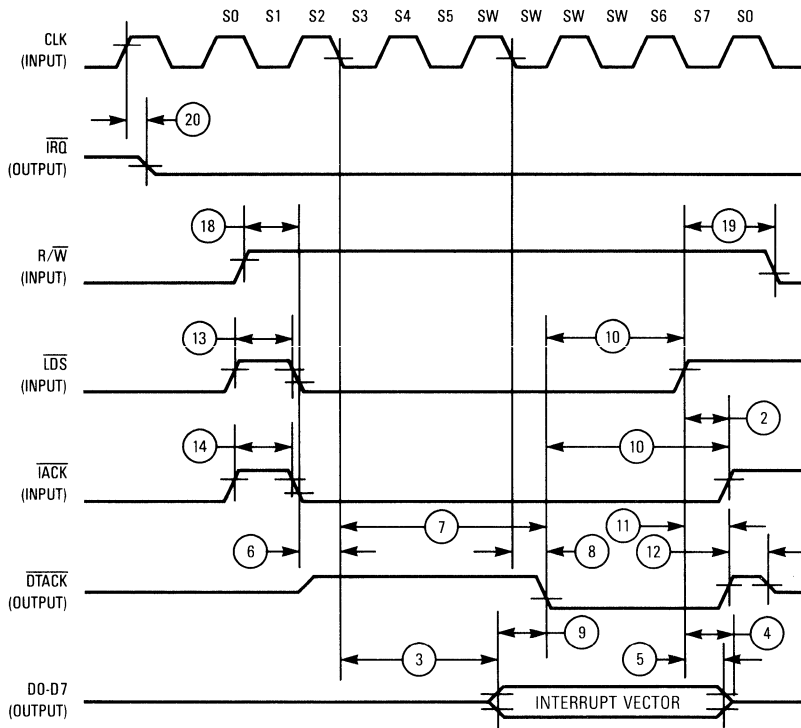 S0 S1 S2 S3 S4 S5 SW SW SW SW S6 S7 S0
CLK
(INPUT)
20
IRQ
(OUTPUT)
18
19
R/W
(INPUT)
13
10
LDS
(INPUT)
2
14
10
IACK
(INPUT)
7
11
6
8
12
DTACK
(OUTPUT)
9
4
3
5
D0-D7
(OUTPUT)
INTERRUPT VECTOR